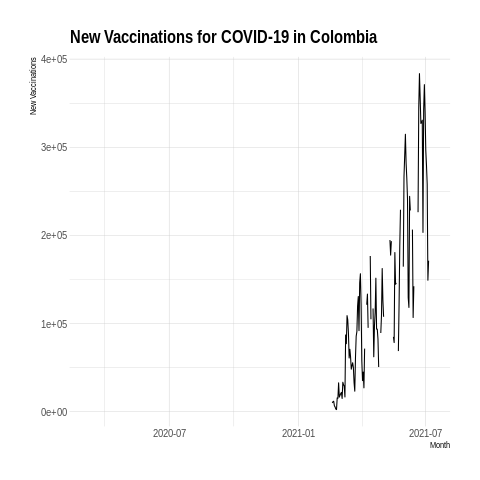 New Vaccinations for COVID-19 in Colombia
New Vaccinations
4e+05
3e+05
2e+05
1e+05
0e+00
2020-07 2021-01 2021-07
Month